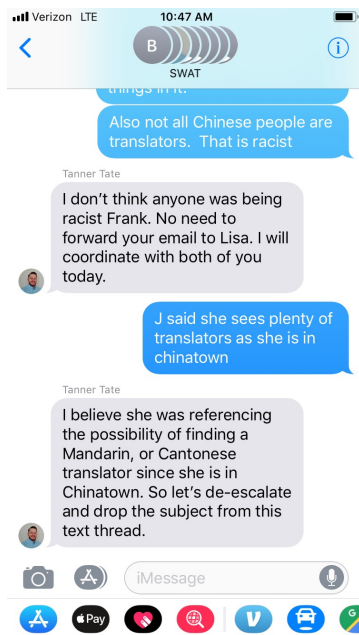 Verizon LTE 10:47 AM
B
SWAT
things in it.
Also not all Chinese people are
translators. That is racist
Tanner Tate
I don't think anyone was being
racist Frank. No need to
forward your email to Lisa. I will
coordinate with both of you
today.
J said she sees plenty of
translators as she is in
chinatown
Tanner Tate
I believe she was referencing
the possibility of finding a
Mandarin, or Cantonese
translator since she is in
Chinatown. So let's de-escalate
and drop the subject from this
text thread.
iMessage
Pay
G